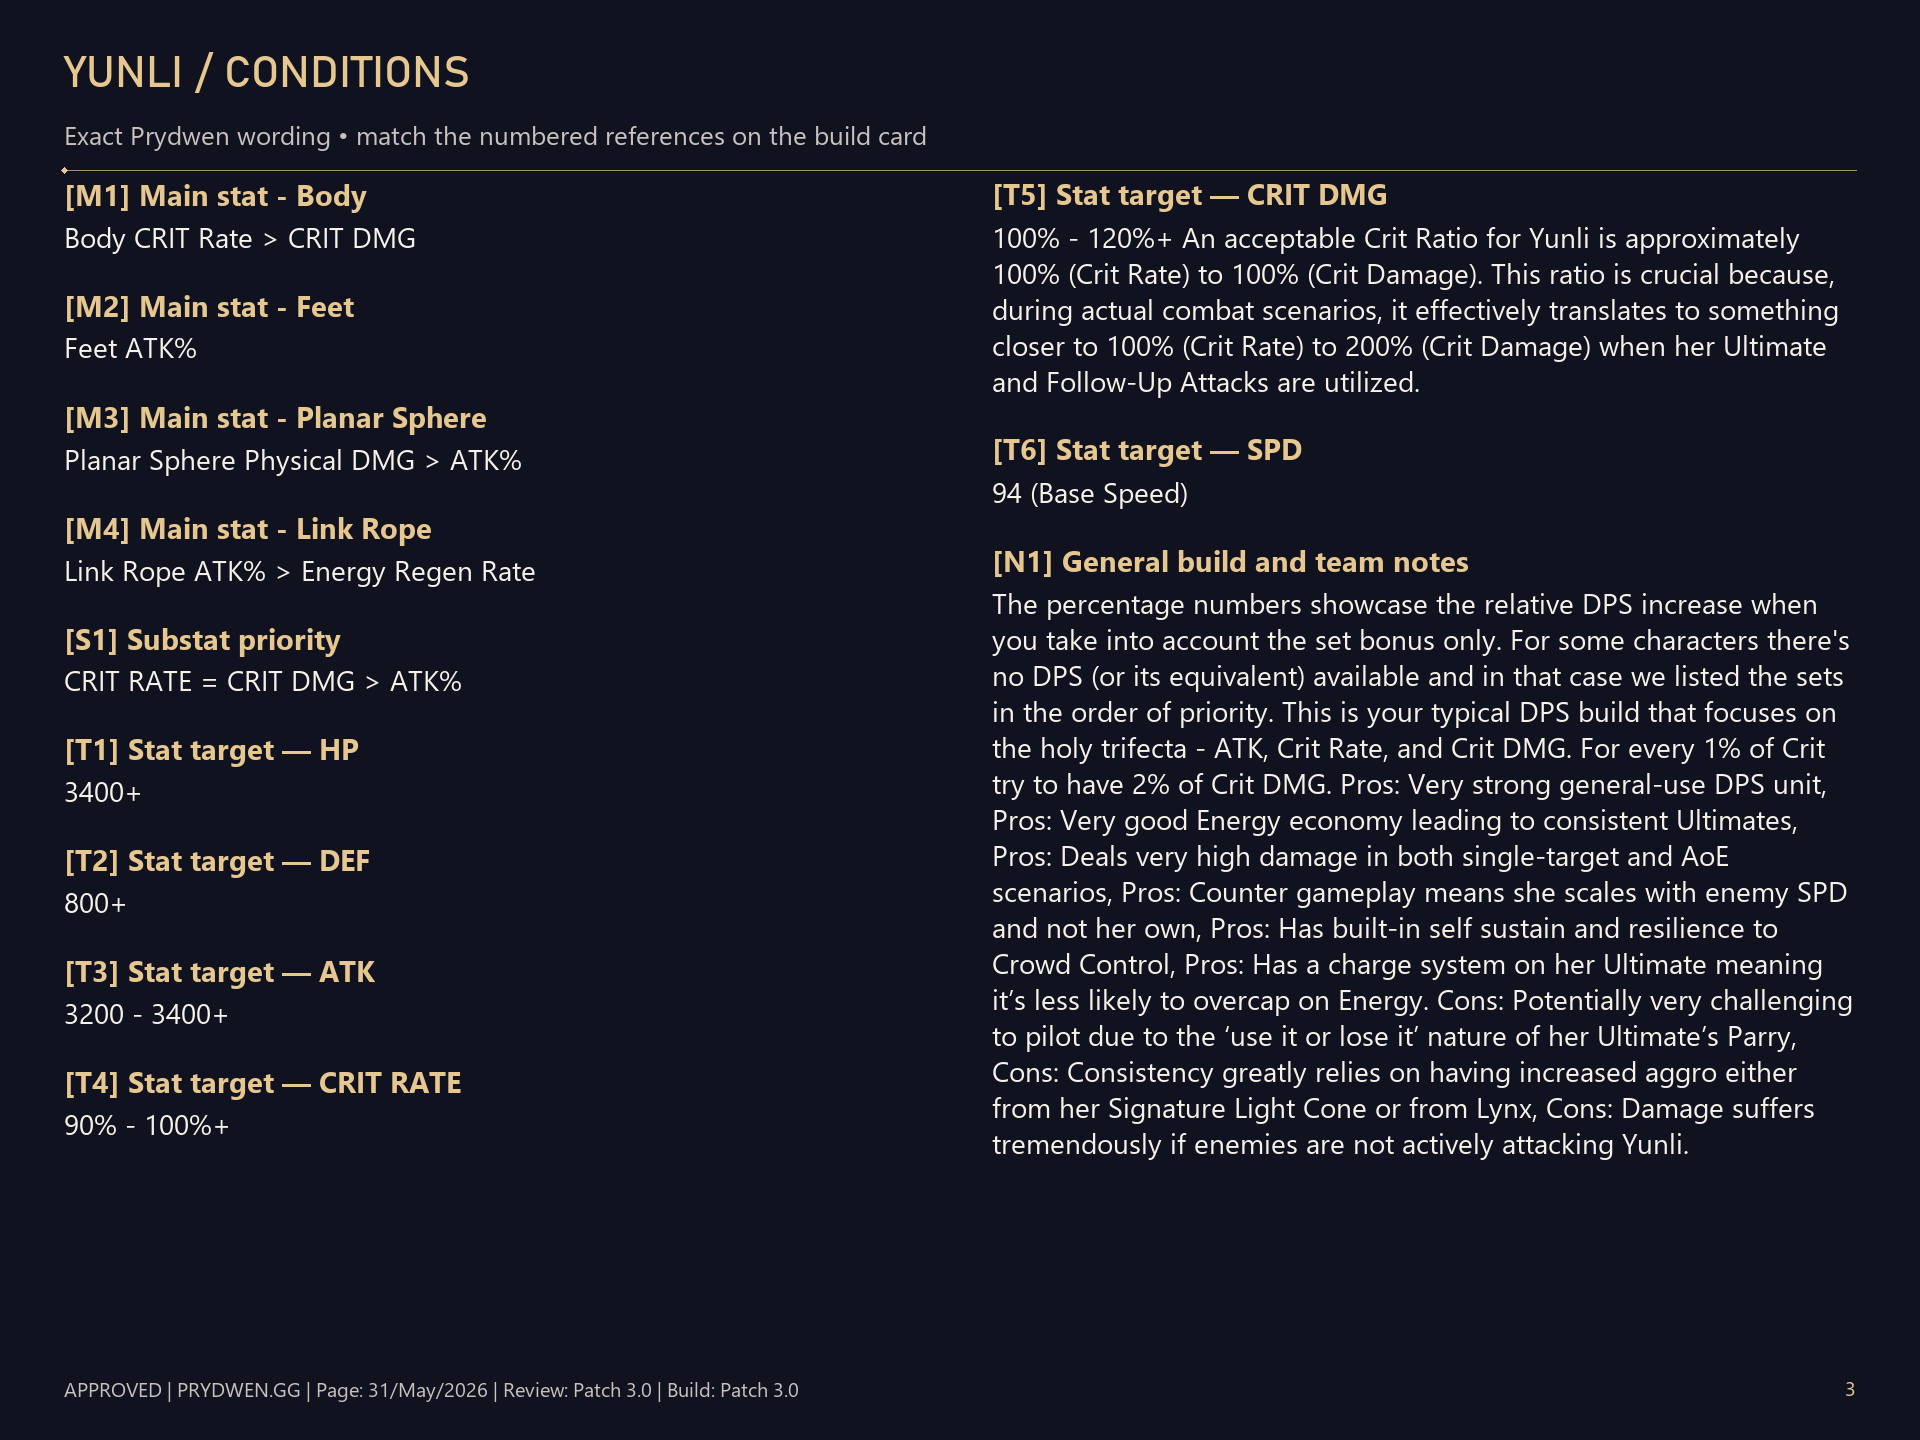 YUNLI / CONDITIONS
Exact Prydwen wording • match the numbered references on the build card
[M1] Main stat - Body
Body CRIT Rate > CRIT DMG
[M2] Main stat - Feet
Feet ATK%
[M3] Main stat - Planar Sphere
Planar Sphere Physical DMG > ATK%
[M4] Main stat - Link Rope
Link Rope ATK% > Energy Regen Rate
[S1] Substat priority
CRIT RATE = CRIT DMG > ATK%
[T1] Stat target — HP
3400+
[T2] Stat target — DEF
800+
[T3] Stat target — ATK
3200 - 3400+
[T4] Stat target — CRIT RATE
90% - 100%+
[T5] Stat target — CRIT DMG
100% - 120%+ An acceptable Crit Ratio for Yunli is approximately
100% (Crit Rate) to 100% (Crit Damage). This ratio is crucial because,
during actual combat scenarios, it effectively translates to something
closer to 100% (Crit Rate) to 200% (Crit Damage) when her Ultimate
and Follow-Up Attacks are utilized.
[T6] Stat target — SPD
94 (Base Speed)
[N1] General build and team notes
The percentage numbers showcase the relative DPS increase when
you take into account the set bonus only. For some characters there's
no DPS (or its equivalent) available and in that case we listed the sets
in the order of priority. This is your typical DPS build that focuses on
the holy trifecta - ATK, Crit Rate, and Crit DMG. For every 1% of Crit
try to have 2% of Crit DMG. Pros: Very strong general-use DPS unit,
Pros: Very good Energy economy leading to consistent Ultimates,
Pros: Deals very high damage in both single-target and AoE
scenarios, Pros: Counter gameplay means she scales with enemy SPD
and not her own, Pros: Has built-in self sustain and resilience to
Crowd Control, Pros: Has a charge system on her Ultimate meaning
it’s less likely to overcap on Energy. Cons: Potentially very challenging
to pilot due to the ‘use it or lose it’ nature of her Ultimate’s Parry,
Cons: Consistency greatly relies on having increased aggro either
from her Signature Light Cone or from Lynx, Cons: Damage suffers
tremendously if enemies are not actively attacking Yunli.
APPROVED | PRYDWEN.GG | Page: 31/May/2026 | Review: Patch 3.0 | Build: Patch 3.0
3